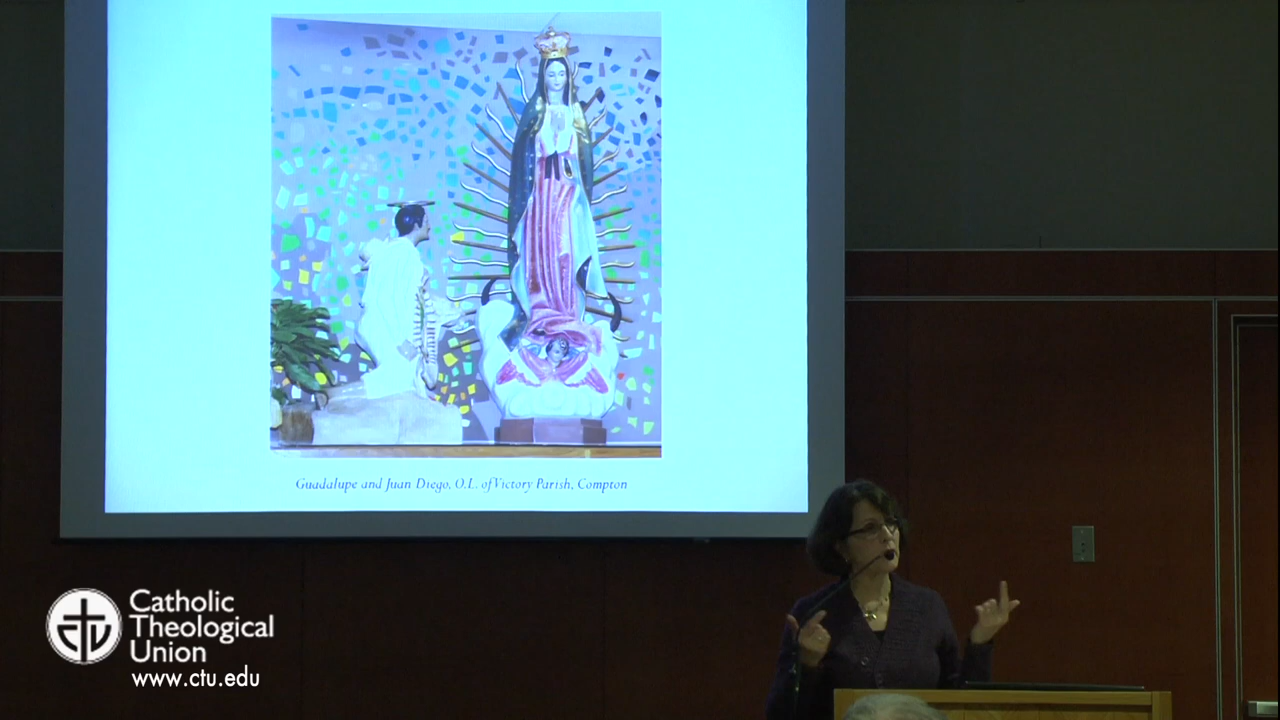 Guadalupe and Juan Diego, O.L. of Victory Parish, Compton
Catholic
Theological
Union
www.ctu.edu